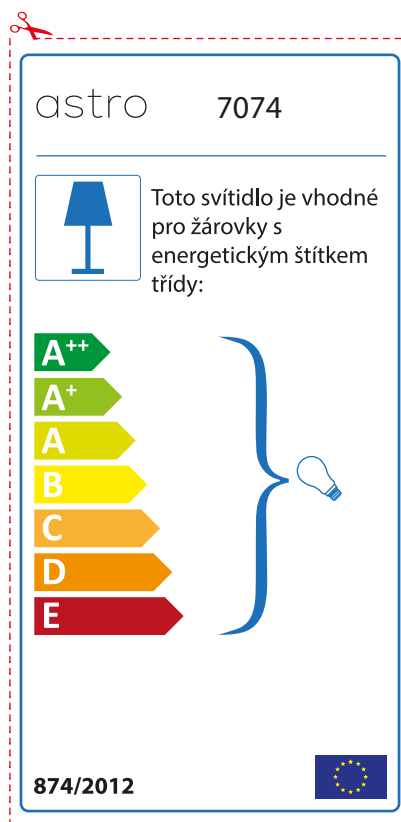 astro 7074
Toto svítidlo je vhodné
pro žárovky s
energetickým štítkem
třídy:
A++
A+
A
B
C
D
E
874/2012